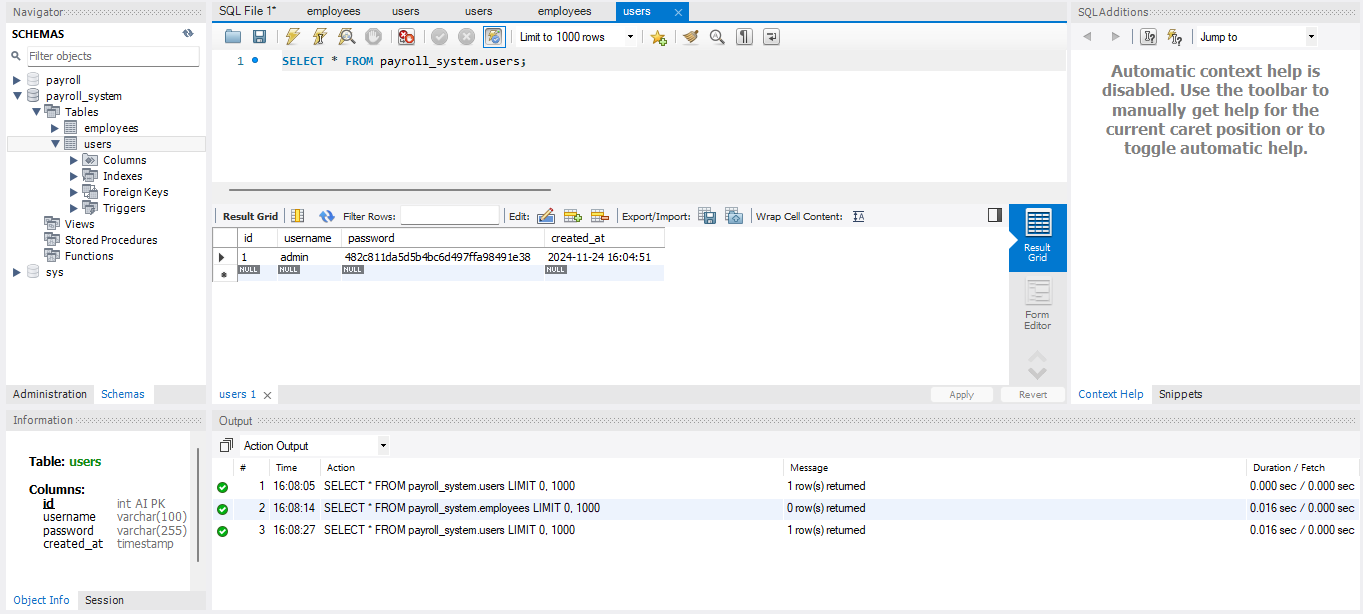 Navigator
SCHEMAS
Filter objects
payroll
payroll_system
Tables
employees
users
Columns
Indexes
Foreign Keys
Triggers
Views
Stored Procedures
Functions
sys
Administration Schemas
Information
Table: users
Columns:
id int AI PK
username varchar(100)
password varchar(255)
created_at timestamp
Object Info Session
SQL File 1* employees users users employees users
Limit to 1000 rows
1 SELECT * FROM payroll_system.users;
Result Grid Filter Rows: Edit: Export/Import: Wrap Cell Content:
id username password created_at
1 admin 482c811da5d5b4bc6d497ffa98491e38 2024-11-24 16:04:51
NULL NULL NULL NULL
Result
Grid
Form
Editor
users 1 Apply Revert
SQLAdditions
Jump to
Automatic context help is
disabled. Use the toolbar to
manually get help for the
current caret position or to
toggle automatic help.
Context Help Snippets
Output
Action Output
# Time Action Message Duration / Fetch
1 16:08:05 SELECT * FROM payroll_system.users LIMIT 0, 1000 1 row(s) returned 0.000 sec / 0.000 sec
2 16:08:14 SELECT * FROM payroll_system.employees LIMIT 0, 1000 0 row(s) returned 0.016 sec / 0.000 sec
3 16:08:27 SELECT * FROM payroll_system.users LIMIT 0, 1000 1 row(s) returned 0.016 sec / 0.000 sec